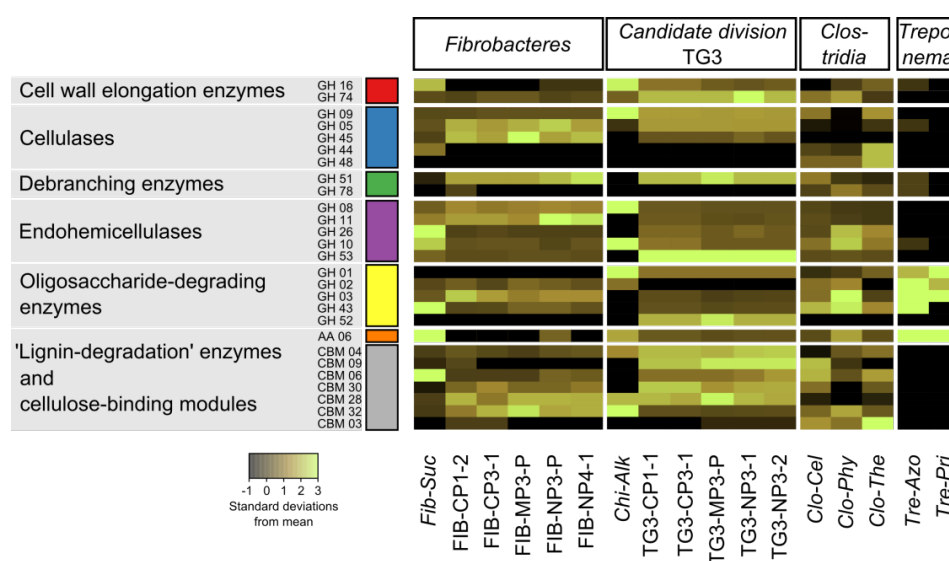 Fibrobacteres
Candidate division
TG3
Clos-
tridia
Trepo
nema
Cell wall elongation enzymes
GH 16
GH 74
Cellulases
GH 09
GH 05
GH 45
GH 44
GH 48
Debranching enzymes
GH 51
GH 78
Endohemicellulases
GH 08
GH 11
GH 26
GH 10
GH 53
Oligosaccharide-degrading
enzymes
GH 01
GH 02
GH 03
GH 43
GH 52
'Lignin-degradation' enzymes
and
cellulose-binding modules
AA 06
CBM 04
CBM 09
CBM 06
CBM 30
CBM 28
CBM 32
CBM 03
-1 0 1 2 3
Standard deviations
from mean
Fib-Suc
FIB-CP1-2
FIB-CP3-1
FIB-MP3-P
FIB-NP3-P
FIB-NP4-1
Chi-Alk
TG3-CP1-1
TG3-CP3-1
TG3-MP3-P
TG3-NP3-1
TG3-NP3-2
Clo-Cel
Clo-Phy
Clo-The
Tre-Azo
Tre-Pri